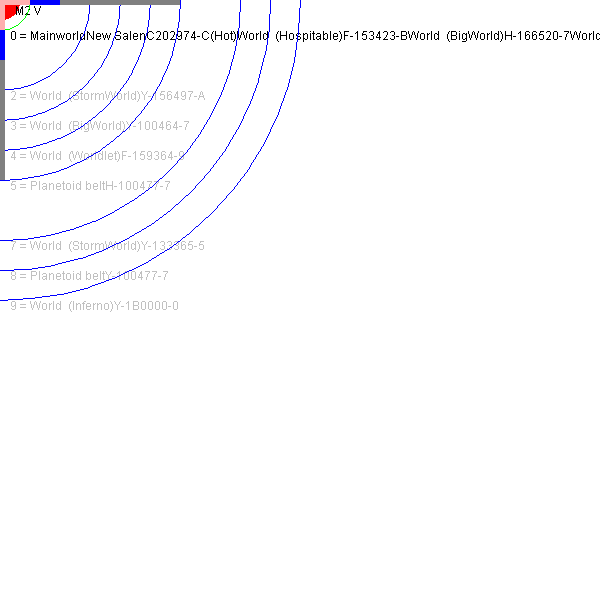 M2 V
0 = MainworldNew SalenC202974-C(Hot)World (Hospitable)F-153423-BWorld (BigWorld)H-166520-7World
2 = World (StormWorld)Y-156497-A
3 = World (BigWorld)Y-100464-7
4 = World (Worldlet)F-159364-9
5 = Planetoid beltH-100477-7
7 = World (StormWorld)Y-133365-5
8 = Planetoid beltY-100477-7
9 = World (Inferno)Y-1B0000-0